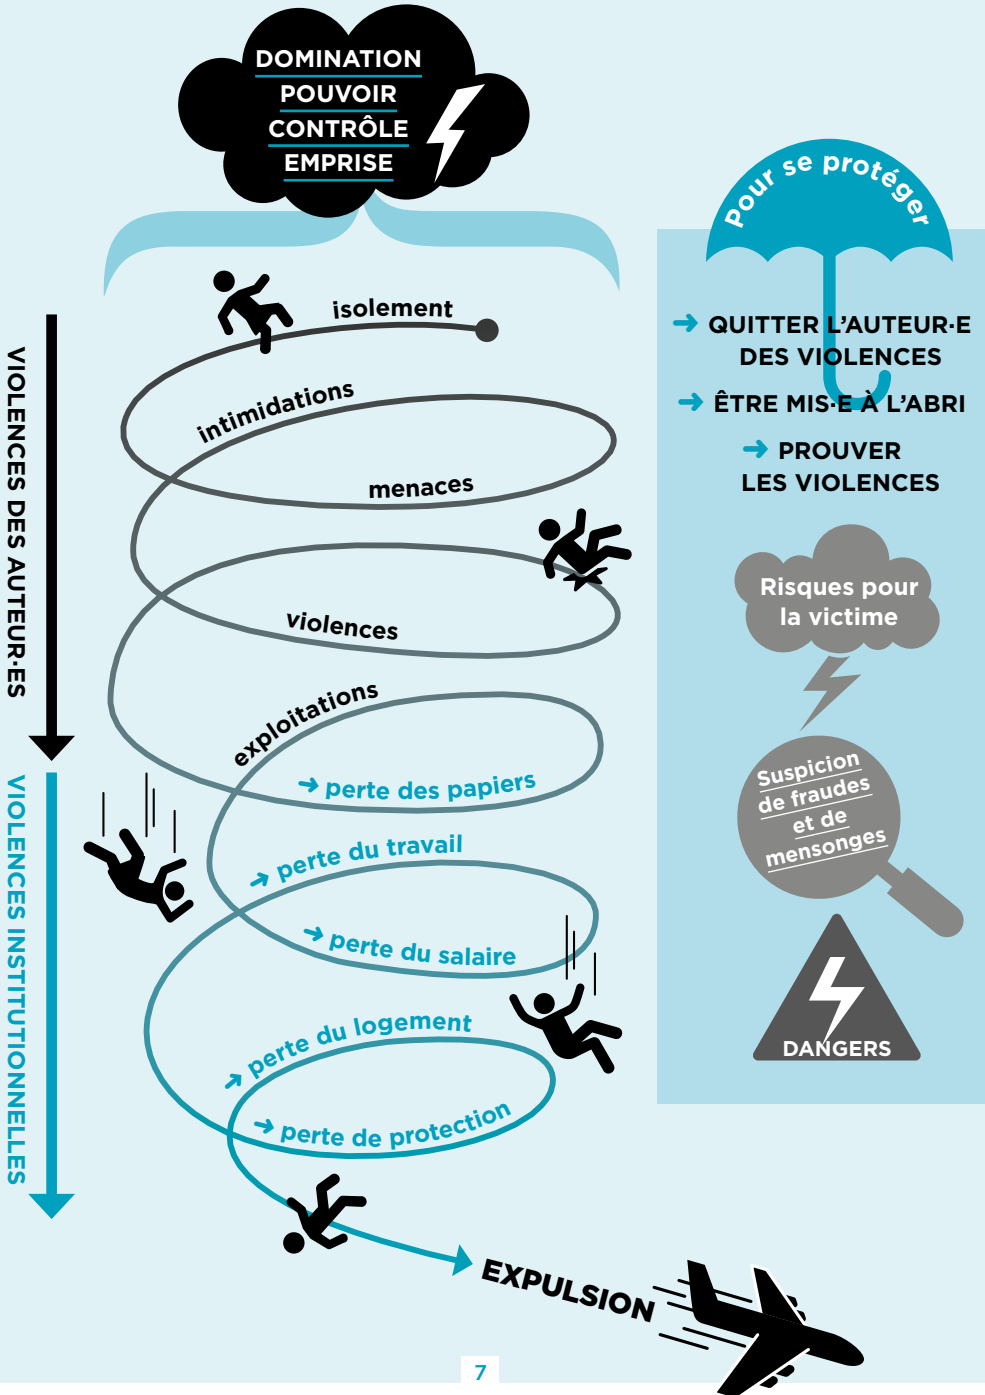 DOMINATION
POUVOIR
CONTRÔLE
EMPRISE
VIOLENCES DES AUTEUR·ES
isolement
intimidations
menaces
violences
exploitations
➜ perte des papiers
VIOLENCES INSTITUTIONNELLES
➜ perte du travail
➜ perte du salaire
➜ perte du logement
➜ perte de protection
EXPULSION
Pour se protéger
➜ QUITTER L'AUTEUR·E
DES VIOLENCES
➜ ÊTRE MIS·E À L'ABRI
➜ PROUVER
LES VIOLENCES
Risques pour
la victime
Suspicion
de fraudes
et de
mensonges
DANGERS
7